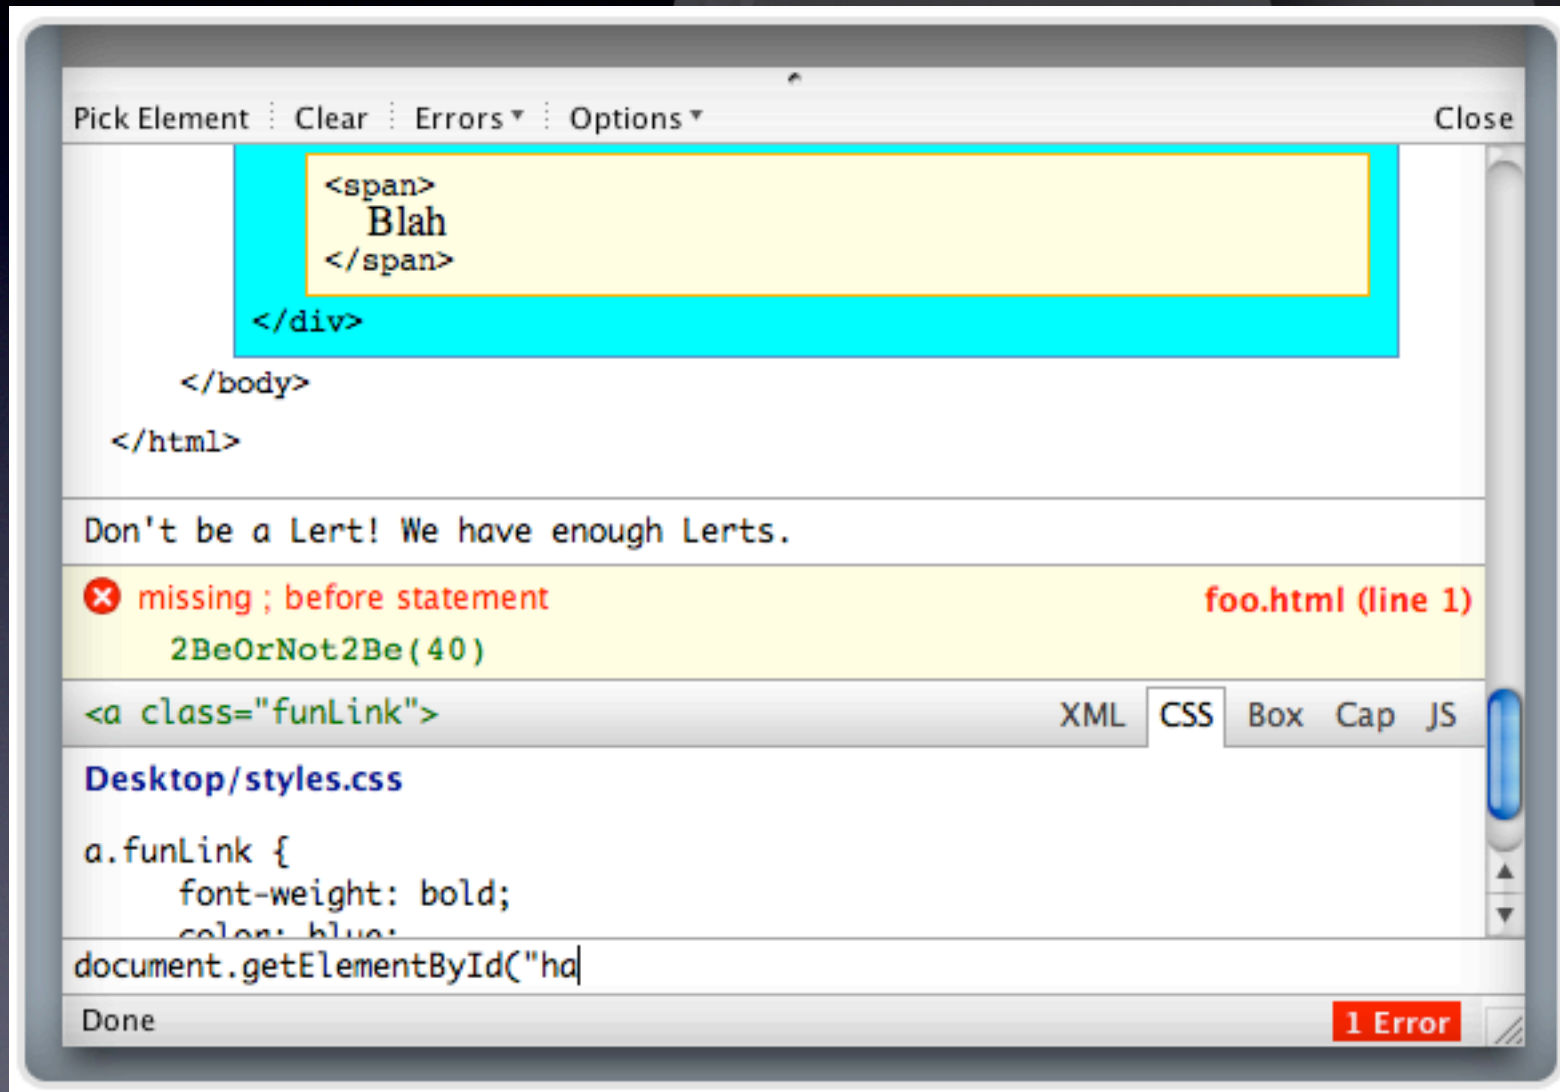 Pick Element Clear Errors Options Close
<span>
Blah
</span>
</div>
</body>
</html>
Don't be a Lert! We have enough Lerts.
missing ; before statement foo.html (line 1)
2BeOrNot2Be(40)
<a class="funLink"> XML CSS Box Cap JS
Desktop/styles.css
a.funLink {
font-weight: bold;
color: blue;
document.getElementById("ha
Done 1 Error